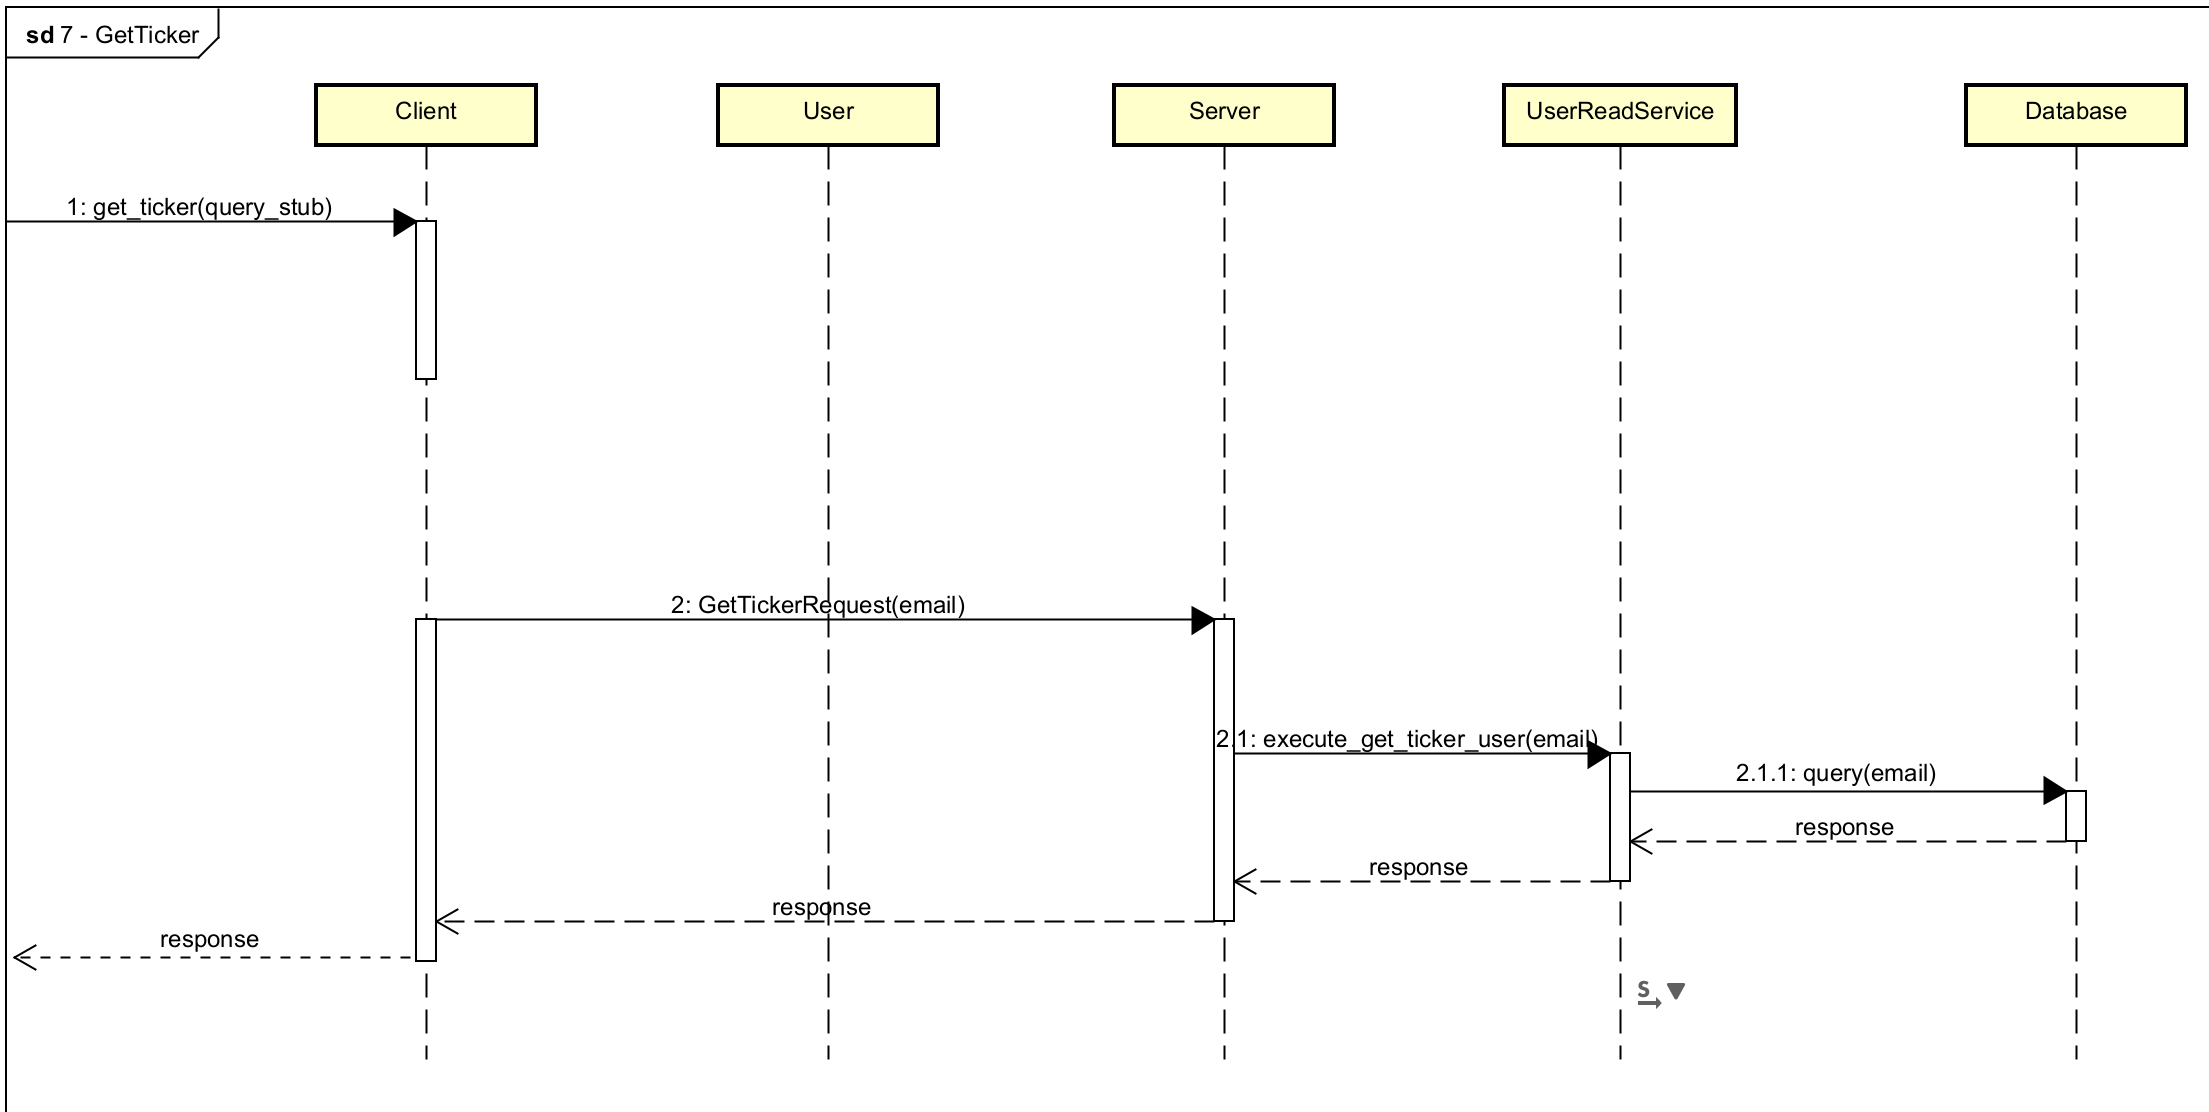 sd 7 - GetTicker
Client
User
Server
UserReadService
Database
1: get_ticker(query_stub)
2: GetTickerRequest(email)
2.1: execute_get_ticker_user(email)
2.1.1: query(email)
response
response
response
response
S